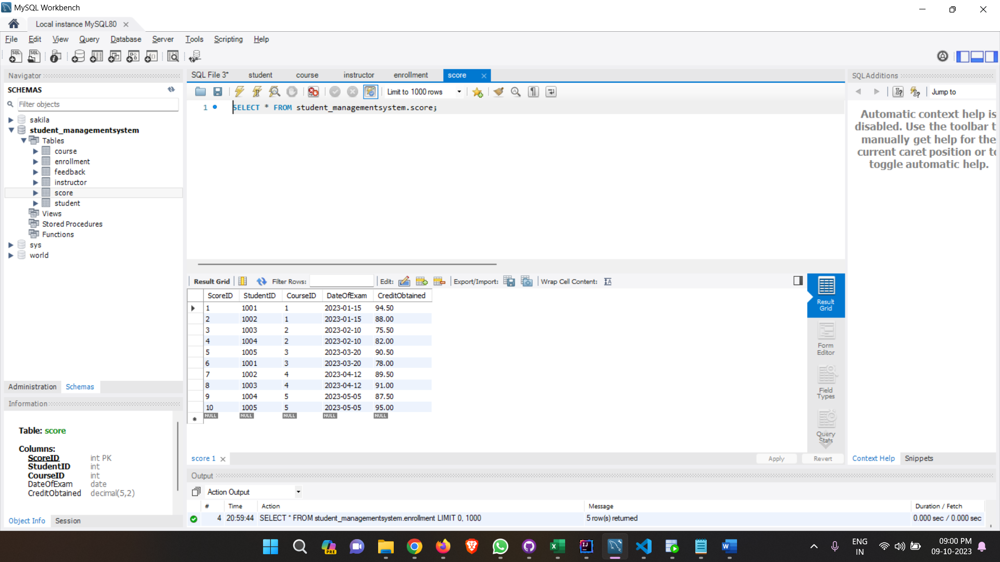 MySQL Workbench
Local instance MySQL80
File Edit View Query Database Server Tools Scripting Help
Navigator
SCHEMAS
Filter objects
sakila
student_managementsystem
Tables
course
enrollment
feedback
instructor
score
student
Views
Stored Procedures
Functions
sys
world
Administration Schemas
Information
Table: score
Columns:
ScoreID int PK
StudentID int
CourseID int
DateOfExam date
CreditObtained decimal(5,2)
Object Info Session
SQL File 3* student course instructor enrollment score
Limit to 1000 rows
1 SELECT * FROM student_managementsystem.score;
Result Grid Filter Rows: Edit: Export/Import: Wrap Cell Content:
ScoreID StudentID CourseID DateOfExam CreditObtained
1 1001 1 2023-01-15 94.50
2 1002 1 2023-01-15 88.00
3 1003 2 2023-02-10 75.50
4 1004 2 2023-02-10 82.00
5 1005 3 2023-03-20 90.50
6 1001 3 2023-03-20 78.00
7 1002 4 2023-04-12 89.50
8 1003 4 2023-04-12 91.00
9 1004 5 2023-05-05 87.50
10 1005 5 2023-05-05 95.00
NULL NULL NULL NULL NULL
Result
Grid
Form
Editor
Field
Types
Query
Stats
score 1 Apply Revert
SQLAdditions
Jump to
Automatic context help is
disabled. Use the toolbar t
manually get help for the
current caret position or to
toggle automatic help.
Context Help Snippets
Output
Action Output
# Time Action Message Duration / Fetch
4 20:59:44 SELECT * FROM student_managementsystem.enrollment LIMIT 0, 1000 5 row(s) returned 0.000 sec / 0.000 sec
PRE
ENG
IN
09:00 PM
09-10-2023